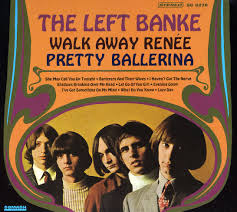 STEREO
THE LEFT BANKE
WALK AWAY RENÉE
PRETTY BALLERINA
She May Call You Up Tonight • Barterers And Their Wives • I Haven't Got The Nerve
Shadows Breaking Over My Head • Let Go Of You Girl • Evening Gown
I've Got Something On My Mind • What Do You Know • Lazy Day
SMASH